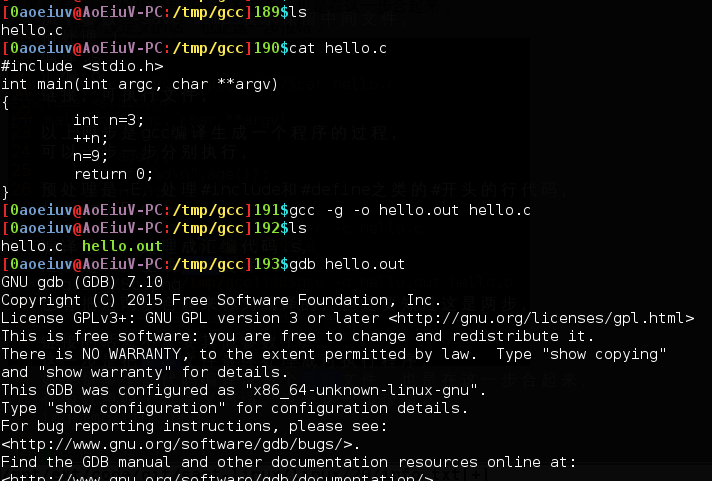 [0aoeiuv@AoEiuV-PC:/tmp/gcc]189$ls
hello.c
[0aoeiuv@AoEiuV-PC:/tmp/gcc]190$cat hello.c
#include <stdio.h>
int main(int argc, char **argv)
{
        int n=3;
        ++n;
        n=9;
        return 0;
}
[0aoeiuv@AoEiuV-PC:/tmp/gcc]191$gcc -g -o hello.out hello.c
[0aoeiuv@AoEiuV-PC:/tmp/gcc]192$ls
hello.c  hello.out
[0aoeiuv@AoEiuV-PC:/tmp/gcc]193$gdb hello.out
GNU gdb (GDB) 7.10
Copyright (C) 2015 Free Software Foundation, Inc.
License GPLv3+: GNU GPL version 3 or later <http://gnu.org/licenses/gpl.html>
This is free software: you are free to change and redistribute it.
There is NO WARRANTY, to the extent permitted by law.  Type "show copying"
and "show warranty" for details.
This GDB was configured as "x86_64-unknown-linux-gnu".
Type "show configuration" for configuration details.
For bug reporting instructions, please see:
<http://www.gnu.org/software/gdb/bugs/>.
Find the GDB manual and other documentation resources online at:
<http://www.gnu.org/software/gdb/documentation/>